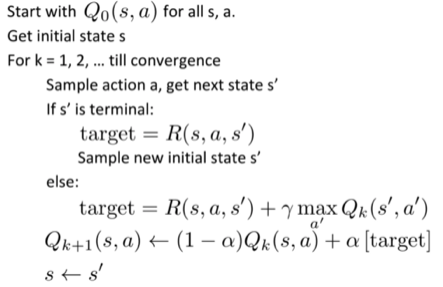 Start with Q₀(s, a) for all s, a.
Get initial state s
For k = 1, 2, ... till convergence
Sample action a, get next state s′
If s′ is terminal:
target = R(s, a, s′)
Sample new initial state s′
else:
target = R(s, a, s′) + γ max_{a′} Qₖ(s′, a′)
Qₖ₊₁(s, a) ← (1 − α)Qₖ(s, a) + α [target]
s ← s′